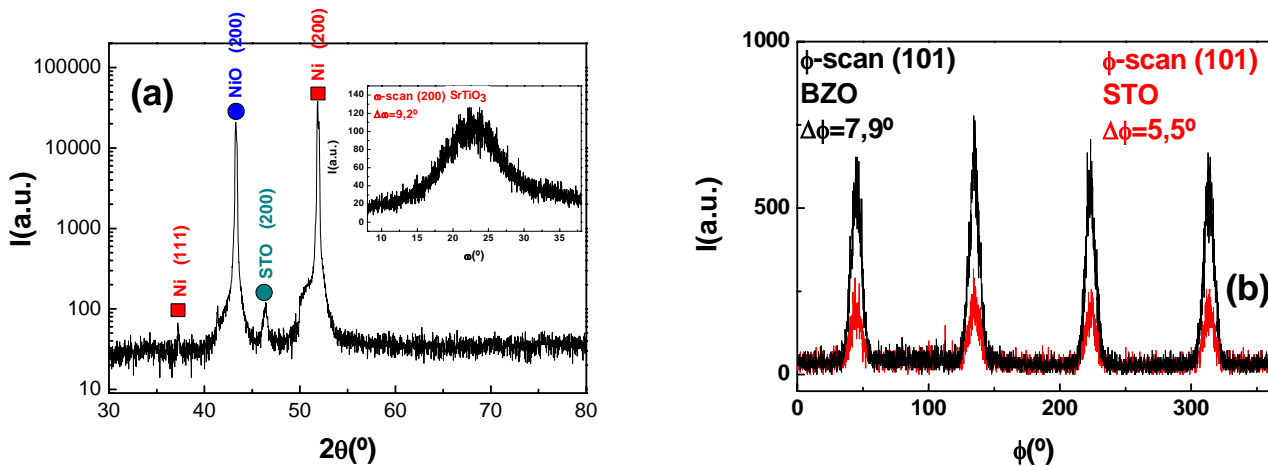 (a)
I(a.u.)
100000
10000
1000
100
10
30
40
50
60
70
80
2θ(º)
Ni (111)
NiO (200)
STO (200)
Ni (200)
ω-scan (200) SrTiO3
Δω=9,2º
I(a.u.)
140
120
100
80
60
40
20
0
10
15
20
25
30
35
ω(º)
(b)
I(a.u.)
1000
500
0
0
100
200
300
ϕ(º)
ϕ-scan (101)
BZO
Δϕ=7,9º
ϕ-scan (101)
STO
Δϕ=5,5º